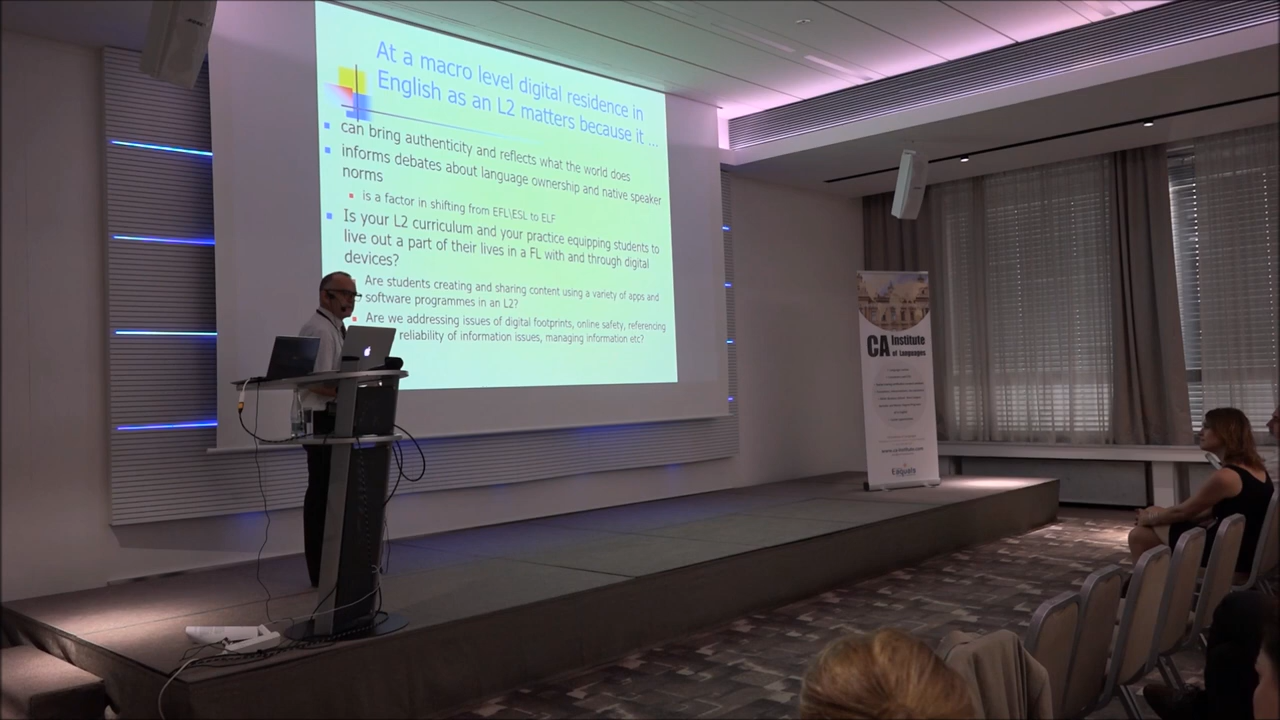 At a macro level digital residence in
English as an L2 matters because it ...
can bring authenticity and reflects what the world does
informs debates about language ownership and native speaker
norms
is a factor in shifting from EFL\ESL to ELF
Is your L2 curriculum and your practice equipping students to
live out a part of their lives in a FL with and through digital
devices?
Are students creating and sharing content using a variety of apps and
software programmes in an L2?
Are we addressing issues of digital footprints, online safety, referencing
reliability of information issues, managing information etc?
CA Institute
of Languages